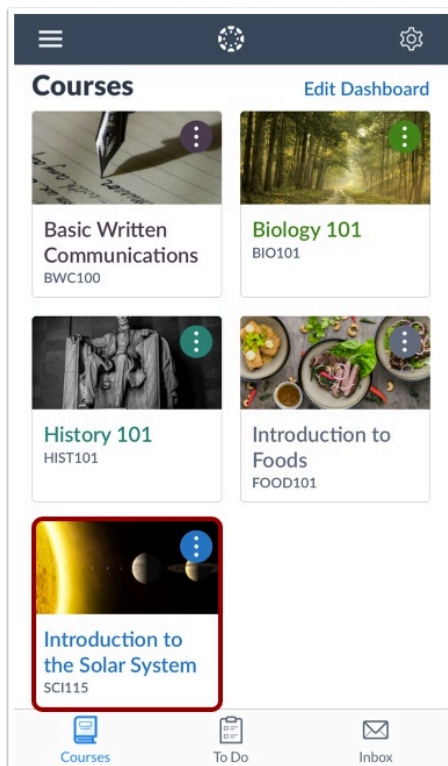 Courses
Edit Dashboard
Basic Written
Communications
BWC100
Biology 101
BIO101
History 101
HIST101
Introduction to
Foods
FOOD101
Introduction to
the Solar System
SCI115
Courses
To Do
Inbox